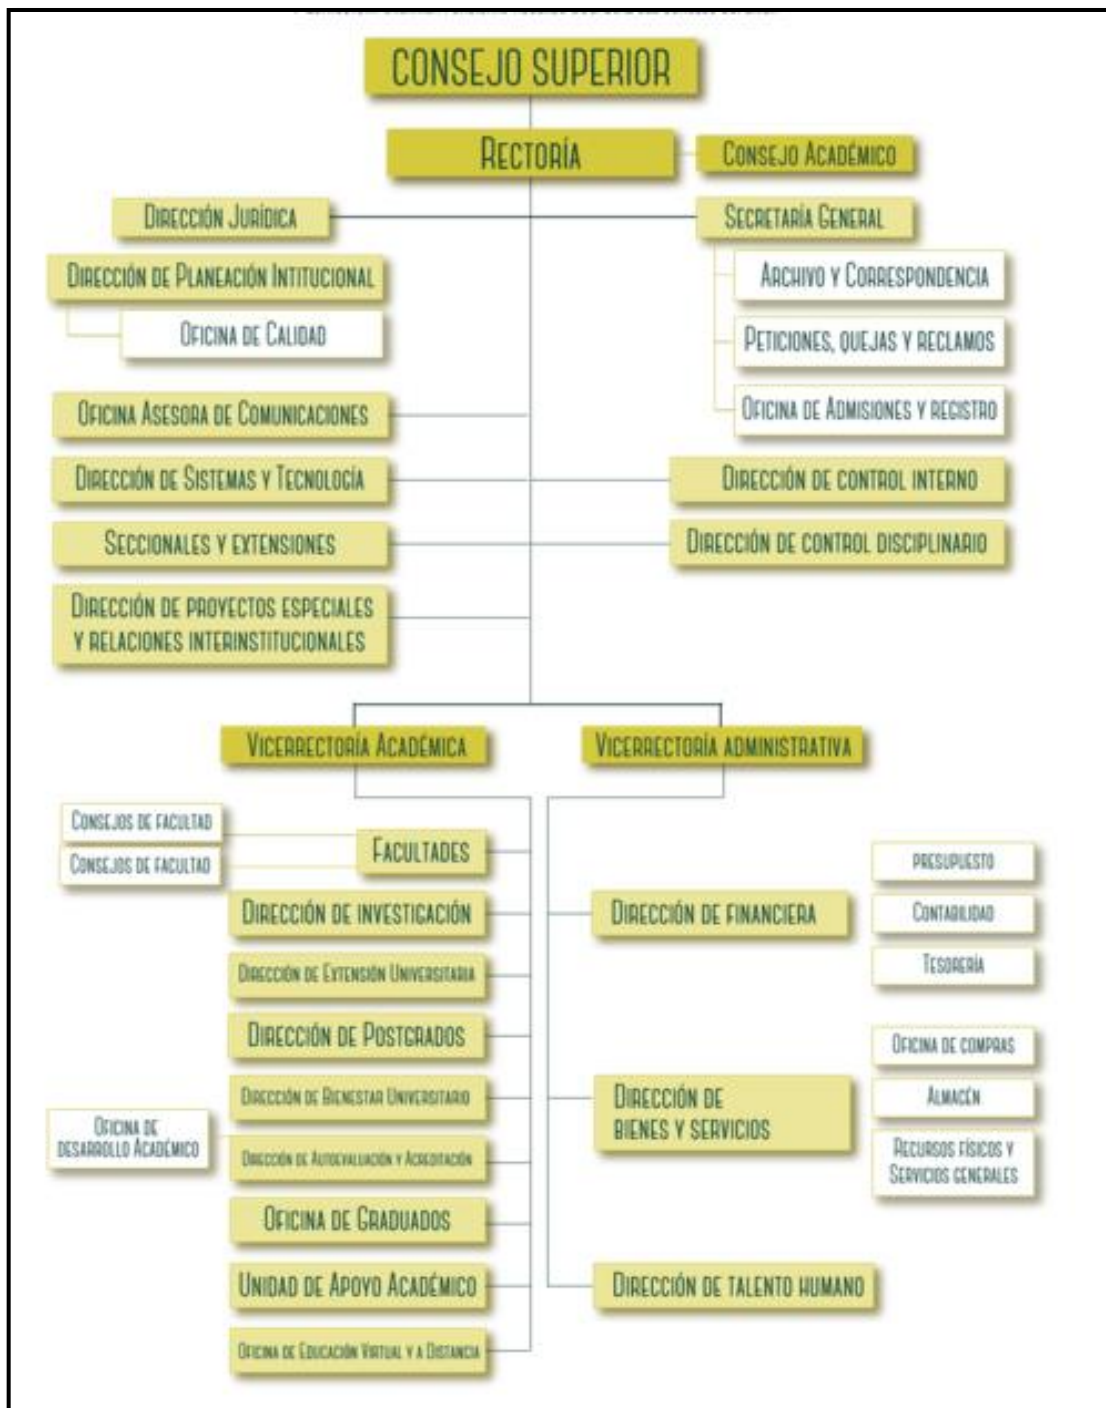 CONSEJO SUPERIOR
RECTORÍA
CONSEJO ACADÉMICO
DIRECCIÓN JURÍDICA
SECRETARÍA GENERAL
DIRECCIÓN DE PLANEACIÓN INTITUCIONAL
ARCHIVO Y CORRESPONDENCIA
OFICINA DE CALIDAD
PETICIONES, QUEJAS Y RECLAMOS
OFICINA ASESORA DE COMUNICACIONES
OFICINA DE ADMISIONES Y REGISTRO
DIRECCIÓN DE SISTEMAS Y TECNOLOGÍA
DIRECCIÓN DE CONTROL INTERNO
SECCIONALES Y EXTENSIONES
DIRECCIÓN DE CONTROL DISCIPLINARIO
DIRECCIÓN DE PROYECTOS ESPECIALES
Y RELACIONES INTERINSTITUCIONALES
VICERRECTORÍA ACADÉMICA
VICERRECTORÍA ADMINISTRATIVA
CONSEJOS DE FACULTAD
CONSEJOS DE FACULTAD
FACULTADES
DIRECCIÓN DE INVESTIGACIÓN
DIRECCIÓN DE EXTENSIÓN UNIVERSITARIA
DIRECCIÓN DE POSTGRADOS
DIRECCIÓN DE BIENESTAR UNIVERSITARIO
OFICINA DE
DESARROLLO ACADÉMICO
DIRECCIÓN DE AUTOEVALUACIÓN Y ACREDITACIÓN
OFICINA DE GRADUADOS
UNIDAD DE APOYO ACADÉMICO
OFICINA DE EDUCACIÓN VIRTUAL Y A DISTANCIA
DIRECCIÓN DE FINANCIERA
PRESUPUESTO
CONTABILIDAD
TESORERÍA
DIRECCIÓN DE
BIENES Y SERVICIOS
OFICINA DE COMPRAS
ALMACÉN
RECURSOS FÍSICOS Y
SERVICIOS GENERALES
DIRECCIÓN DE TALENTO HUMANO